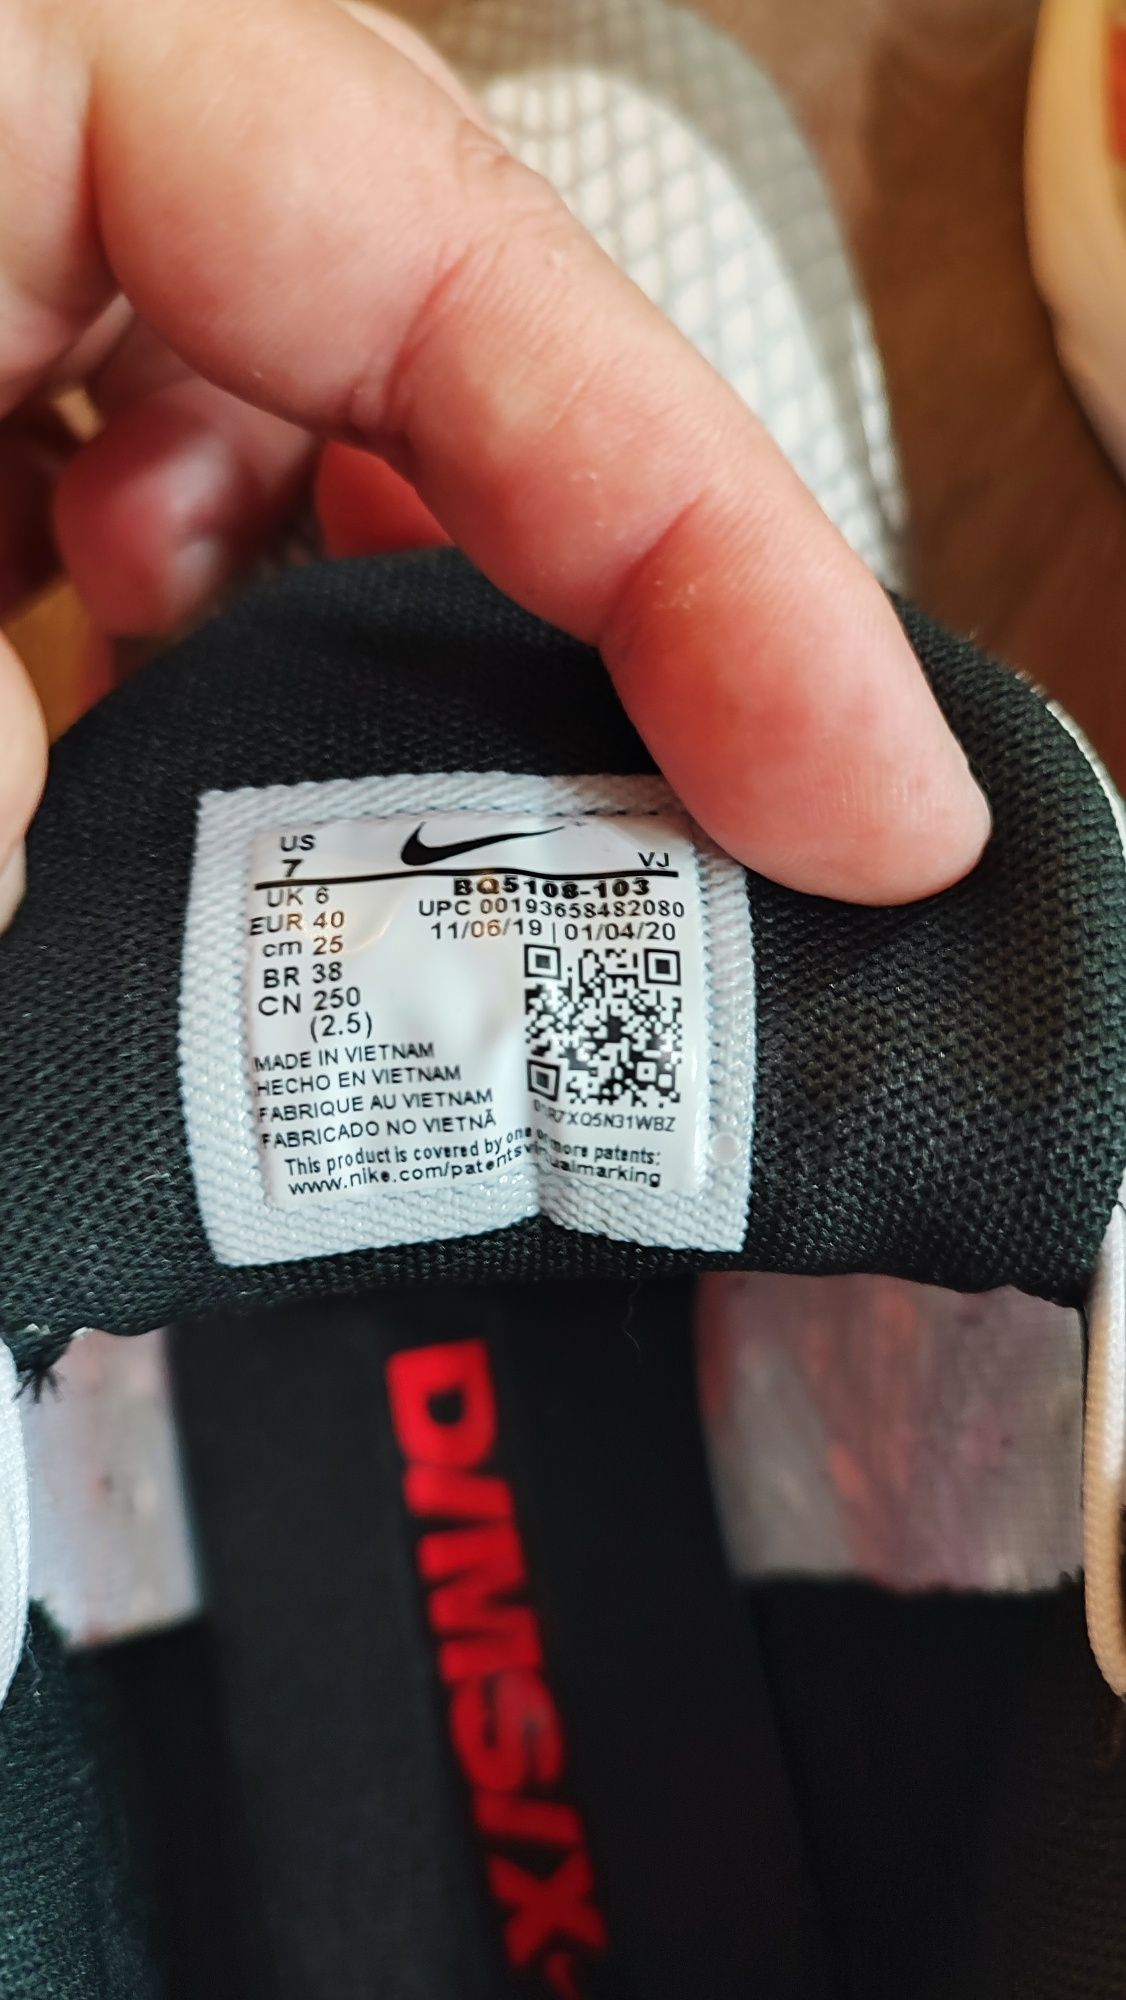 US
7
VJ
UK 6
BQ5108-103
EUR 40
UPC 00193658482080
cm 25
11/06/19 | 01/04/20
BR 38
CN 250
(2.5)
MADE IN VIETNAM
HECHO EN VIETNAM
FABRIQUE AU VIETNAM
FABRICADO NO VIETNÃ
This product is covered by one or more patents:
www.nike.com/patentsvirtualmarking
D/MS/X